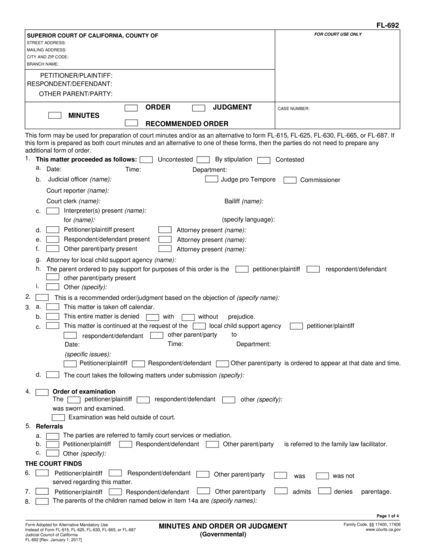 FL-692
SUPERIOR COURT OF CALIFORNIA, COUNTY OF
STREET ADDRESS:
MAILING ADDRESS:
CITY AND ZIP CODE:
BRANCH NAME:
FOR COURT USE ONLY
PETITIONER/PLAINTIFF:
RESPONDENT/DEFENDANT:
OTHER PARENT/PARTY:
MINUTES ORDER JUDGMENT
RECOMMENDED ORDER
CASE NUMBER:
This form may be used for preparation of court minutes and/or as an alternative to form FL-615, FL-625, FL-630, FL-665, or FL-687. If
this form is prepared as both court minutes and an alternative to one of these forms, then the parties do not need to prepare any
additional form of order.
1. This matter proceeded as follows: Uncontested By stipulation Contested
a. Date: Time: Department:
b. Judicial officer (name): Judge pro Tempore Commissioner
Court reporter (name):
Court clerk (name): Bailiff (name):
c. Interpreter(s) present (name):
for (name): (specify language):
d. Petitioner/plaintiff present Attorney present (name):
e. Respondent/defendant present Attorney present (name):
f. Other parent/party present Attorney present (name):
g. Attorney for local child support agency (name):
h. The parent ordered to pay support for purposes of this order is the petitioner/plaintiff respondent/defendant
other parent/party present
i. Other (specify):
2. This is a recommended order/judgment based on the objection of (specify name):
3. a. This matter is taken off calendar.
b. This entire matter is denied with without prejudice.
c. This matter is continued at the request of the local child support agency petitioner/plaintiff
respondent/defendant other parent/party to
Date: Time: Department:
(specify issues):
Petitioner/plaintiff Respondent/defendant Other parent/party is ordered to appear at that date and time.
d. The court takes the following matters under submission (specify):
4. Order of examination
The petitioner/plaintiff respondent/defendant other (specify):
was sworn and examined.
Examination was held outside of court.
5. Referrals
a. The parties are referred to family court services or mediation.
b. Petitioner/plaintiff Respondent/defendant Other parent/party is referred to the family law facilitator.
c. Other (specify):
THE COURT FINDS
6. Petitioner/plaintiff Respondent/defendant Other parent/party was was not
served regarding this matter.
7. Petitioner/plaintiff Respondent/defendant Other parent/party admits denies parentage.
8. The parents of the children named below in item 14a are (specify names):
Page 1 of 4
Form Adopted for Alternative Mandatory Use
Instead of Form FL-615, FL-625, FL-630, FL-665, or FL-687
Judicial Council of California
FL-692 [Rev. January 1, 2017]
MINUTES AND ORDER OR JUDGMENT
(Governmental)
Family Code, §§ 17400, 17406
www.courts.ca.gov